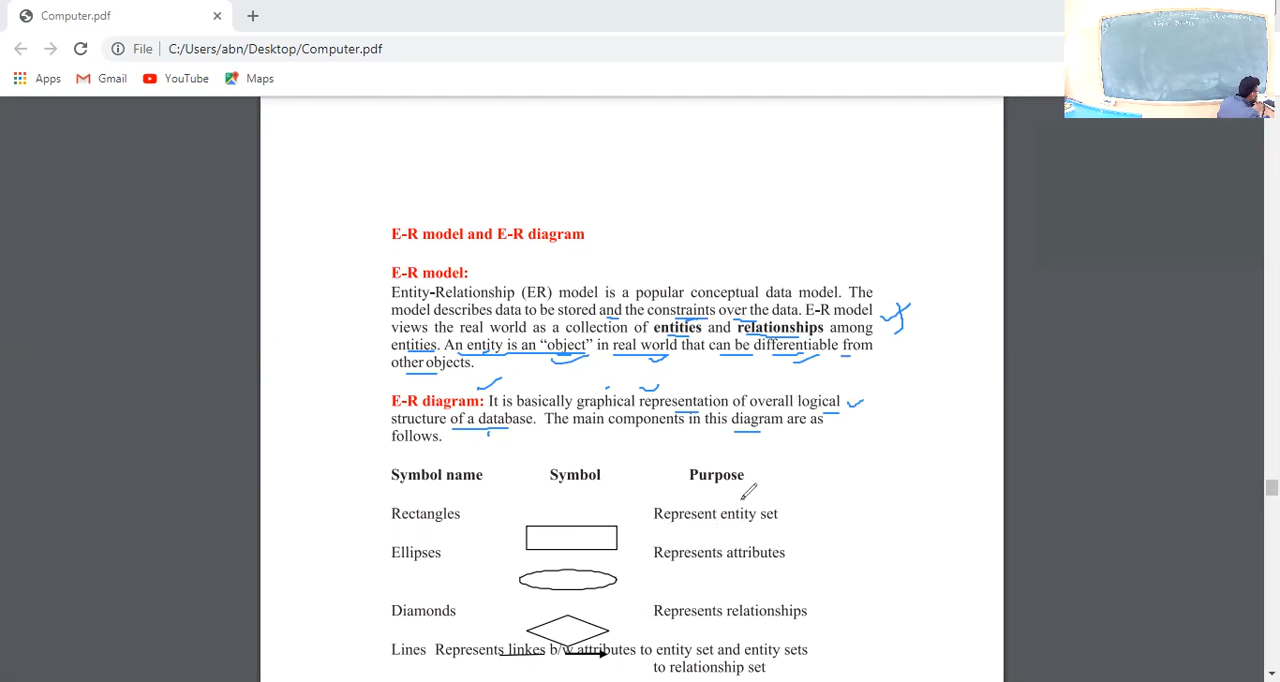 Computer.pdf
File C:/Users/abn/Desktop/Computer.pdf
Apps Gmail YouTube Maps
E-R model and E-R diagram
E-R model:
Entity-Relationship (ER) model is a popular conceptual data model. The
model describes data to be stored and the constraints over the data. E-R model
views the real world as a collection of entities and relationships among
entities. An entity is an “object” in real world that can be differentiable from
other objects.
E-R diagram: It is basically graphical representation of overall logical
structure of a database. The main components in this diagram are as
follows.
Symbol name Symbol Purpose
Rectangles Represent entity set
Ellipses Represents attributes
Diamonds Represents relationships
Lines Represents linkes b/w attributes to entity set and entity sets
to relationship set